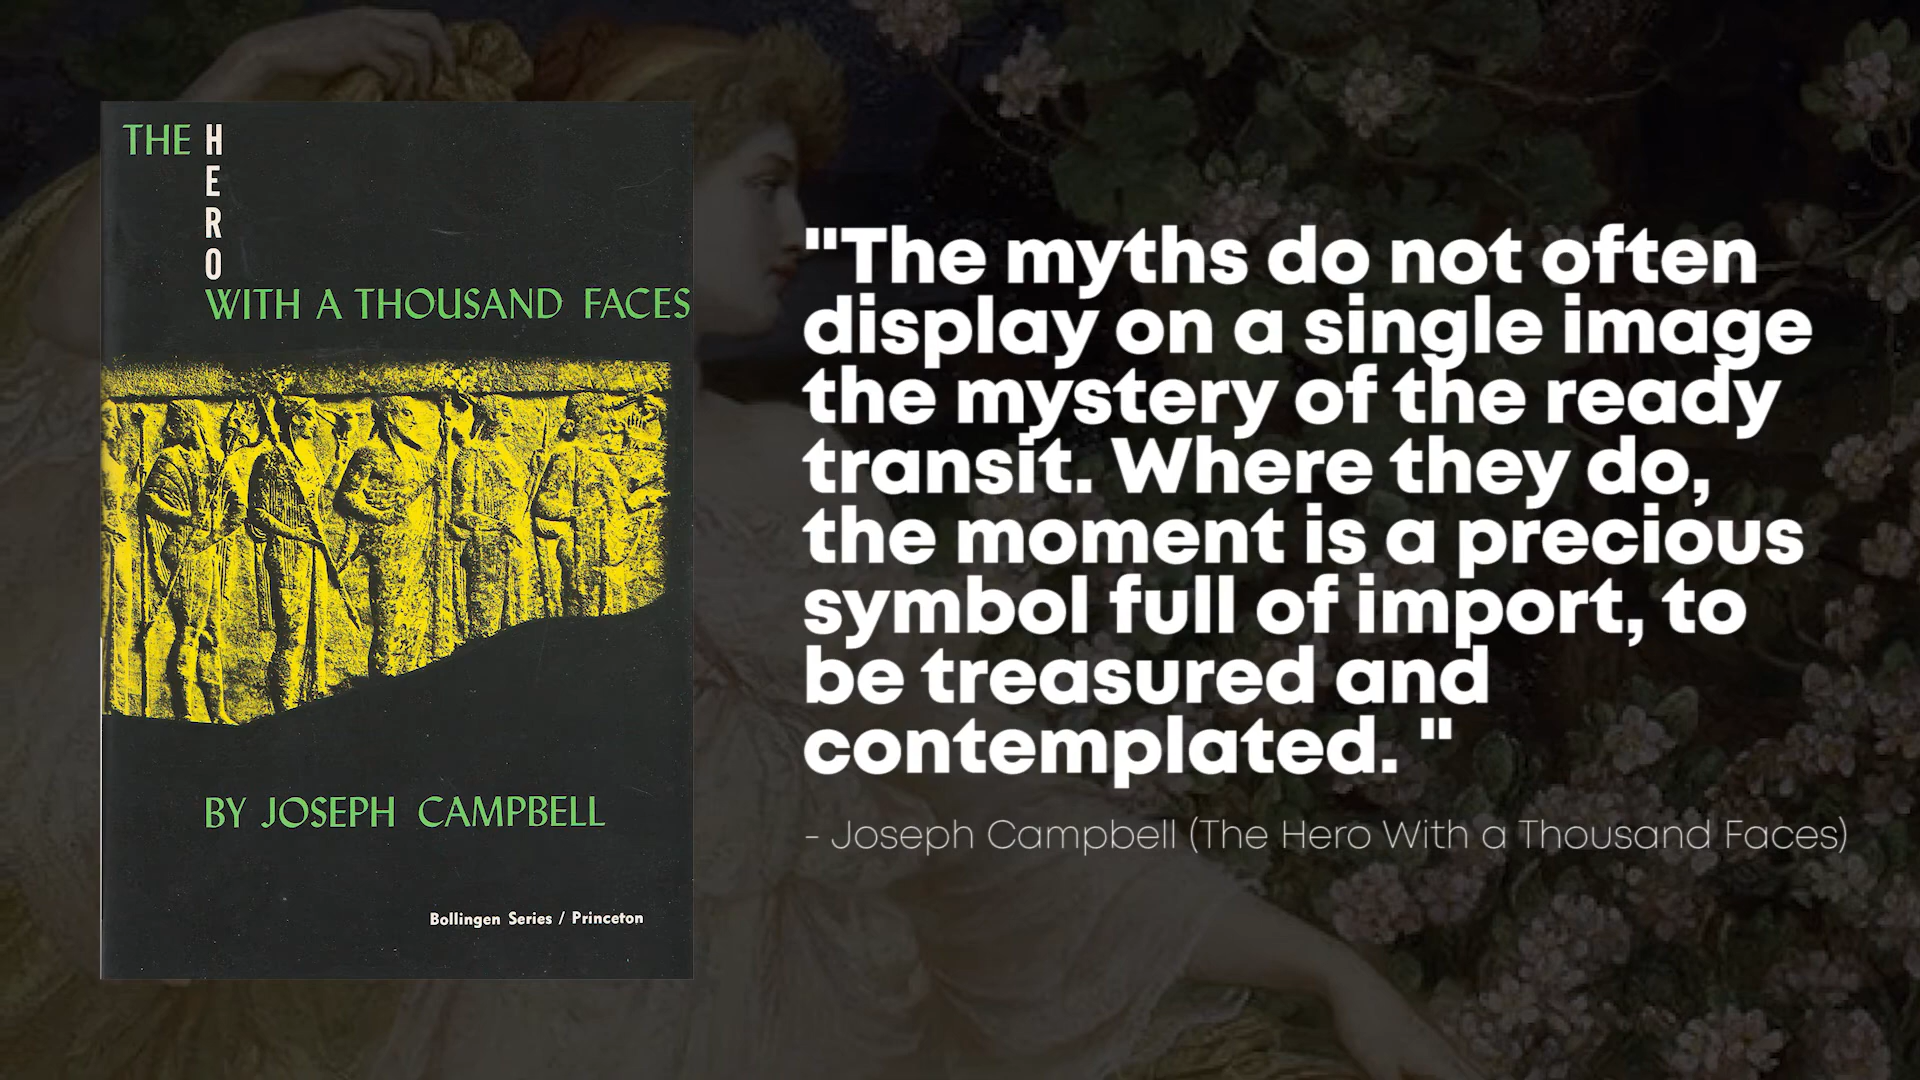 THE HERO
WITH A THOUSAND FACES
BY JOSEPH CAMPBELL
Bollingen Series / Princeton
"The myths do not often
display on a single image
the mystery of the ready
transit. Where they do,
the moment is a precious
symbol full of import, to
be treasured and
contemplated. "
- Joseph Campbell (The Hero With a Thousand Faces)